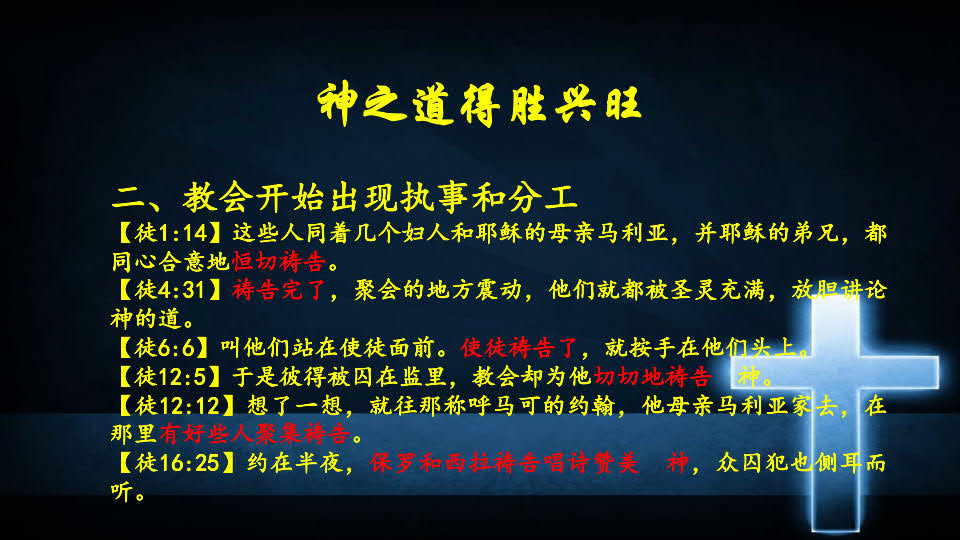 神之道得胜兴旺
二、教会开始出现执事和分工
【徒1:14】这些人同着几个妇人和耶稣的母亲马利亚，并耶稣的弟兄，都
同心合意地恒切祷告。
【徒4:31】祷告完了，聚会的地方震动，他们就都被圣灵充满，放胆讲论
神的道。
【徒6:6】叫他们站在使徒面前。使徒祷告了，就按手在他们头上。
【徒12:5】于是彼得被囚在监里，教会却为他切切地祷告　神。
【徒12:12】想了一想，就往那称呼马可的约翰，他母亲马利亚家去，在
那里有好些人聚集祷告。
【徒16:25】约在半夜，保罗和西拉祷告唱诗赞美　神，众囚犯也侧耳而
听。